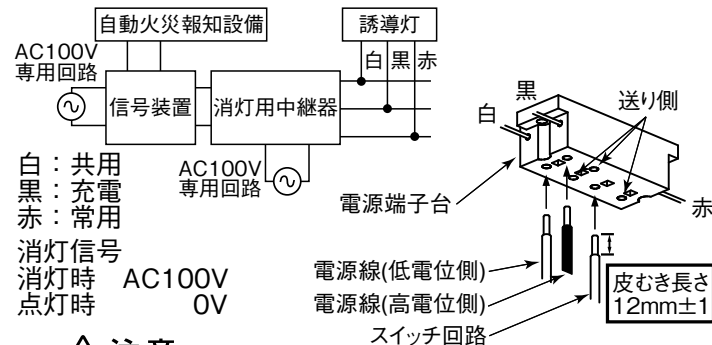 自動火災報知設備
誘導灯
AC100V
専用回路
白 黒 赤
信号装置
消灯用中継器
AC100V
専用回路
白：共用
黒：充電
赤：常用
消灯信号
消灯時 AC100V
点灯時 0V
黒
白
送り側
電源端子台
赤
電源線(低電位側)
電源線(高電位側)
スイッチ回路
皮むき長さ
12mm±1